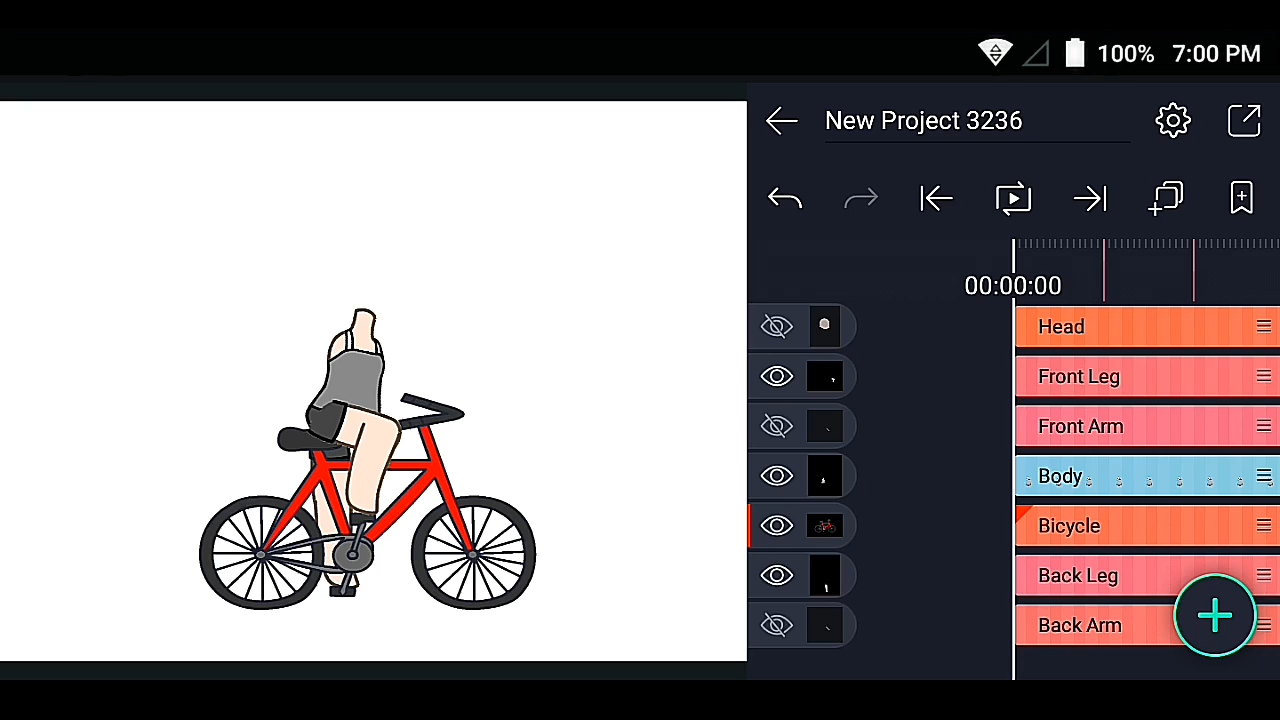 100% 7:00 PM
New Project 3236
00:00:00
Head
Front Leg
Front Arm
Body
Bicycle
Back Leg
Back Arm